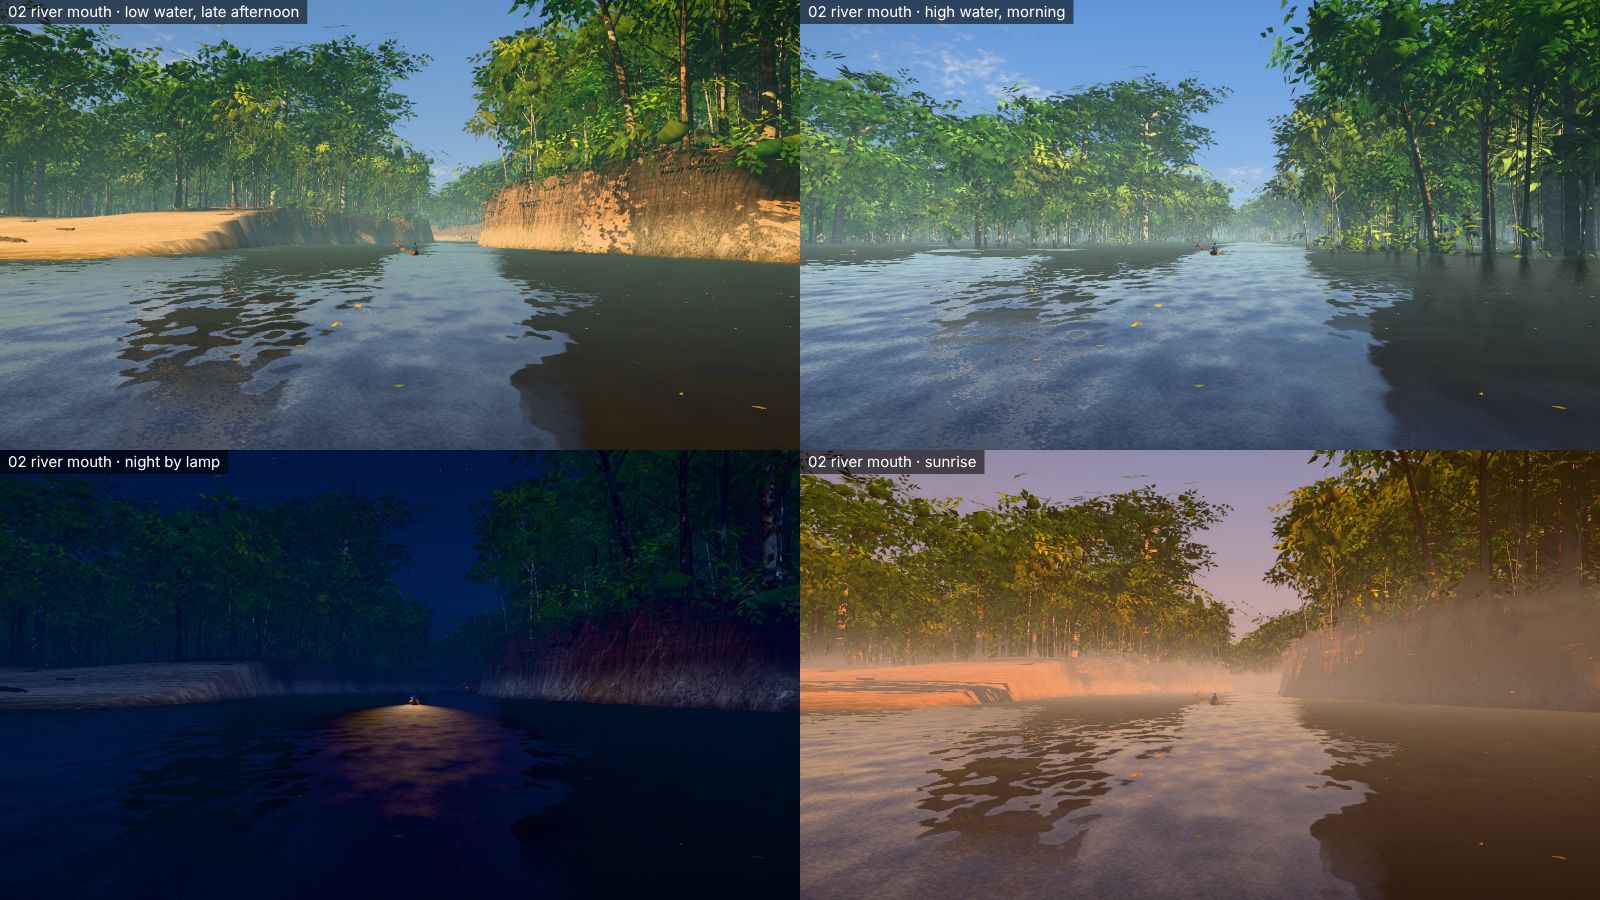 02 river mouth · low water, late afternoon
02 river mouth · high water, morning
02 river mouth · night by lamp
02 river mouth · sunrise